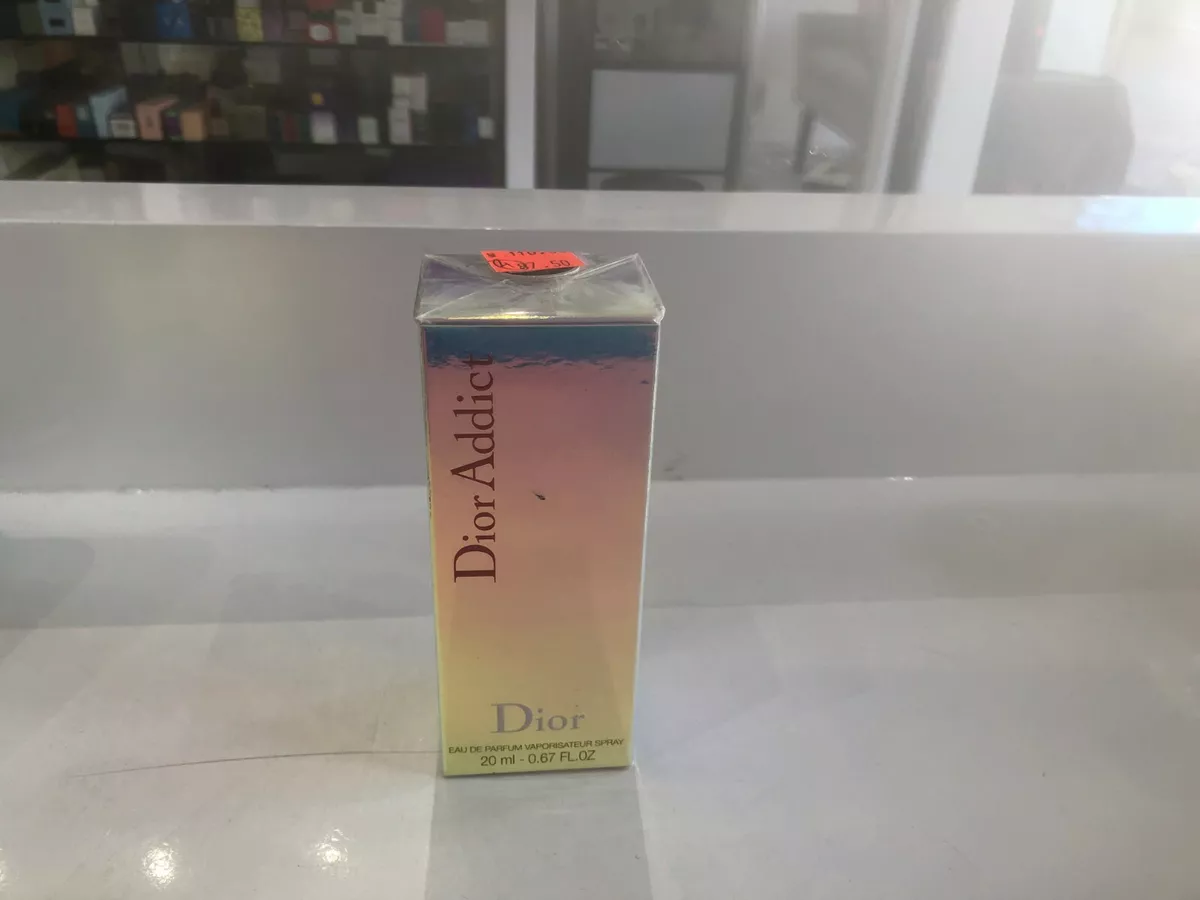 Dior Addict
Dior
EAU DE PARFUM VAPORISATEUR SPRAY
20 ml - 0.67 FL.OZ